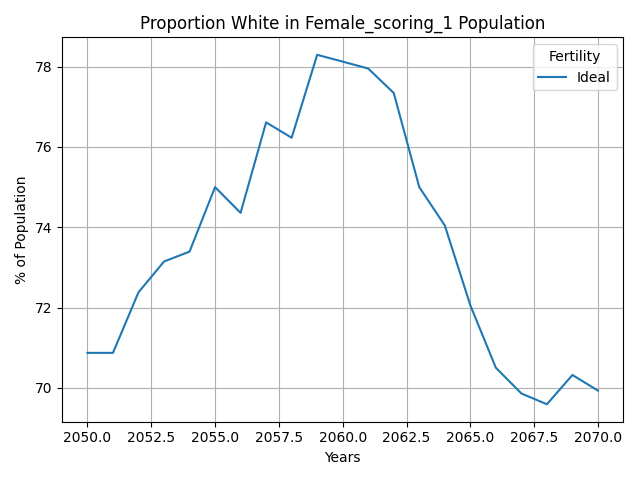 Proportion White in Female_scoring_1 Population
Fertility
Ideal
% of Population
78
76
74
72
70
2050.0 2052.5 2055.0 2057.5 2060.0 2062.5 2065.0 2067.5 2070.0
Years